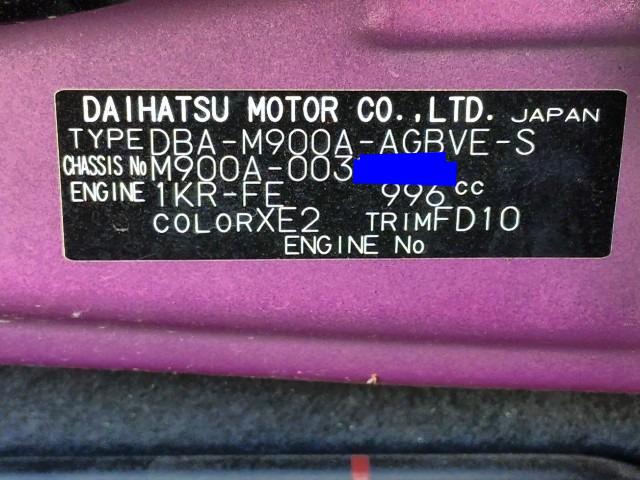 DAIHATSU MOTOR CO.,LTD. JAPAN
TYPE DBA-M900A-AGBVE-S
CHASSIS No M900A-003
ENGINE 1KR-FE 996 cc
COLOR XE2 TRIM FD10
ENGINE No